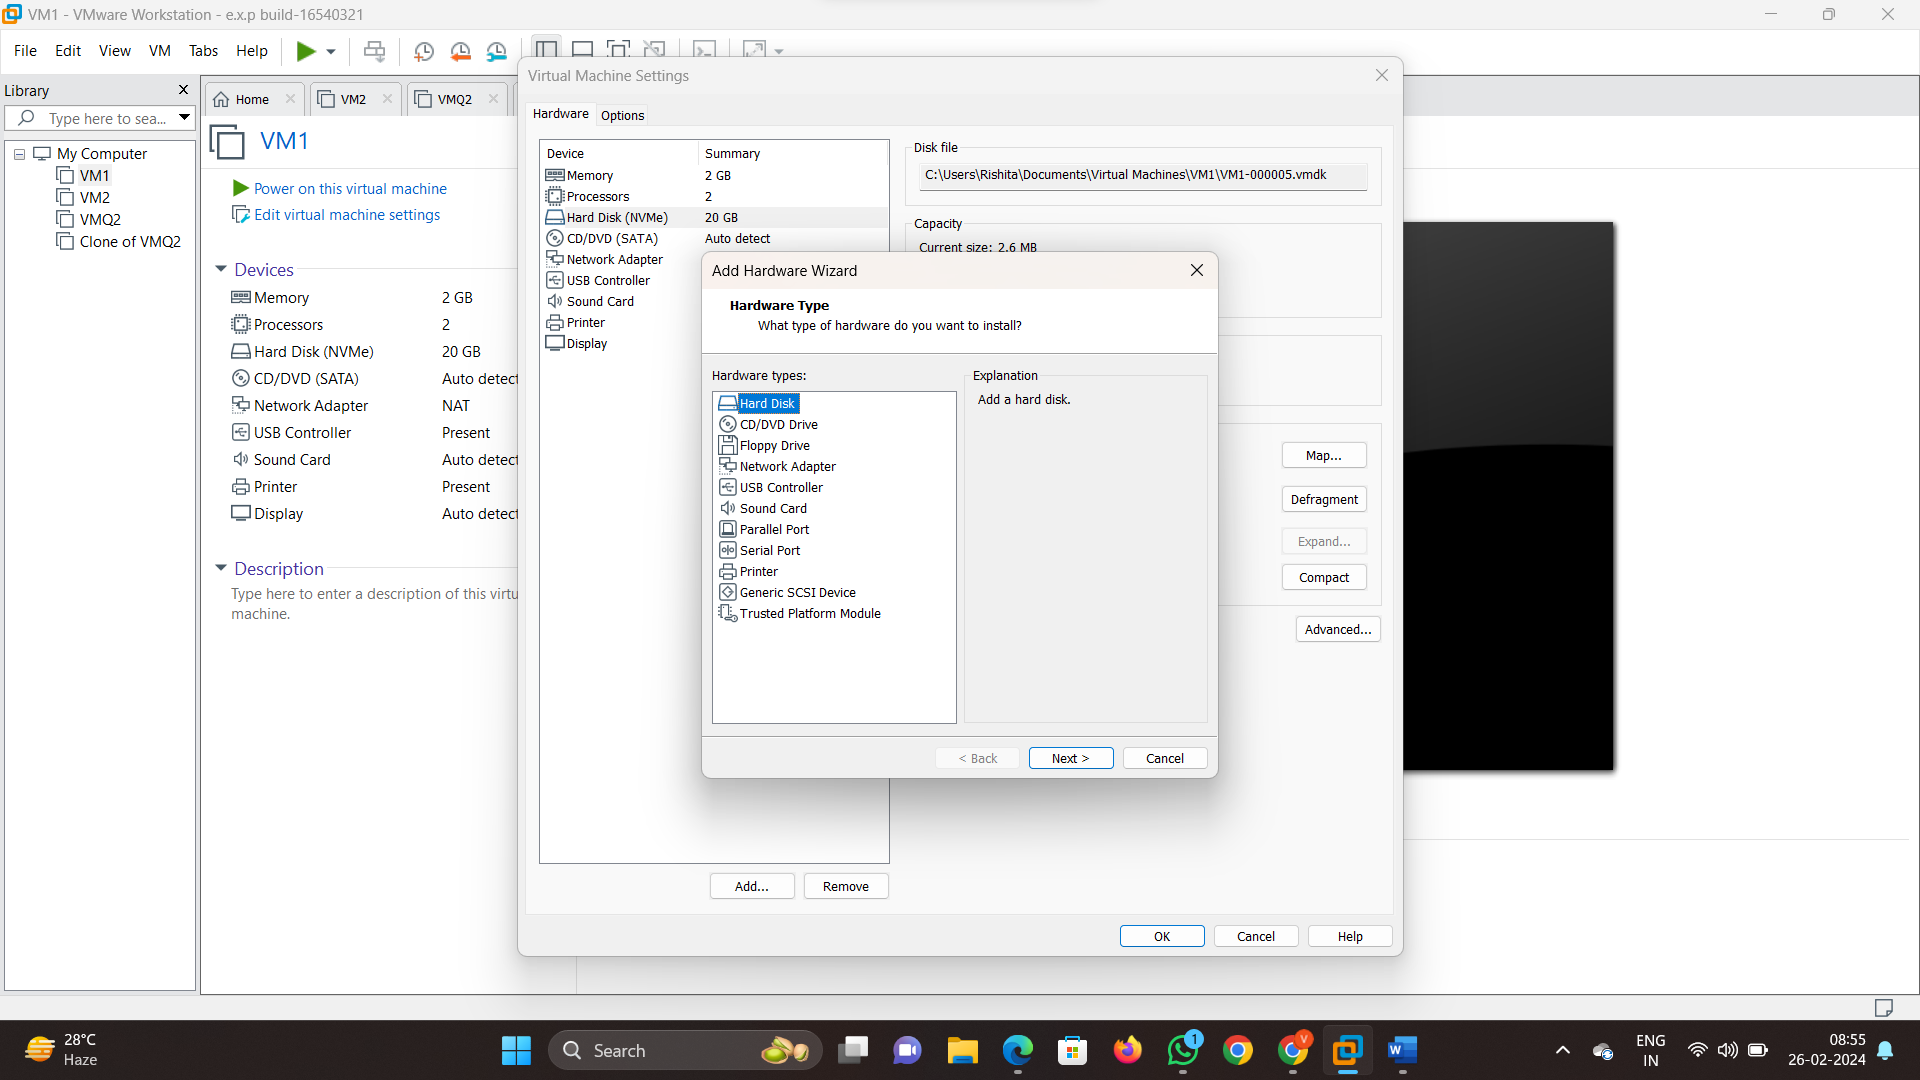 VM1 - VMware Workstation - e.x.p build-16540321
File Edit View VM Tabs Help
Library
Type here to sea...
My Computer
VM1
VM2
VMQ2
Clone of VMQ2
Home
VM2
VMQ2
VM1
Power on this virtual machine
Edit virtual machine settings
Devices
Memory 2 GB
Processors 2
Hard Disk (NVMe) 20 GB
CD/DVD (SATA) Auto detect
Network Adapter NAT
USB Controller Present
Sound Card Auto detect
Printer Present
Display Auto detect
Description
Type here to enter a description of this virtu
machine.
Virtual Machine Settings
Hardware Options
Device Summary
Memory 2 GB
Processors 2
Hard Disk (NVMe) 20 GB
CD/DVD (SATA) Auto detect
Network Adapter
USB Controller
Sound Card
Printer
Display
Disk file
C:\Users\Rishita\Documents\Virtual Machines\VM1\VM1-000005.vmdk
Capacity
Current size: 2.6 MB
Map...
Defragment
Expand...
Compact
Advanced...
Add... Remove
OK Cancel Help
Add Hardware Wizard
Hardware Type
What type of hardware do you want to install?
Hardware types:
Hard Disk
CD/DVD Drive
Floppy Drive
Network Adapter
USB Controller
Sound Card
Parallel Port
Serial Port
Printer
Generic SCSI Device
Trusted Platform Module
Explanation
Add a hard disk.
< Back Next > Cancel
28°C
Haze
Search
1
V
W
ENG
IN
08:55
26-02-2024